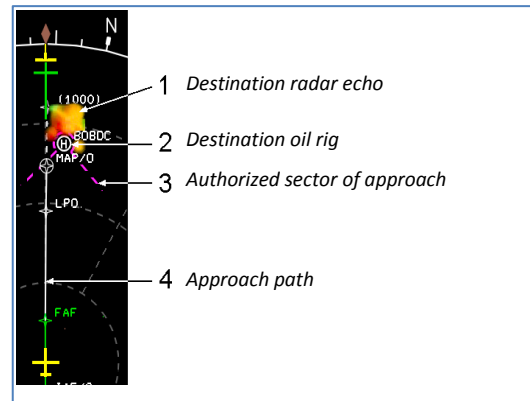 N
(1000)
1 Destination radar echo
BOBDC
2 Destination oil rig
H
MAP/O
3 Authorized sector of approach
LPO
4 Approach path
FAF